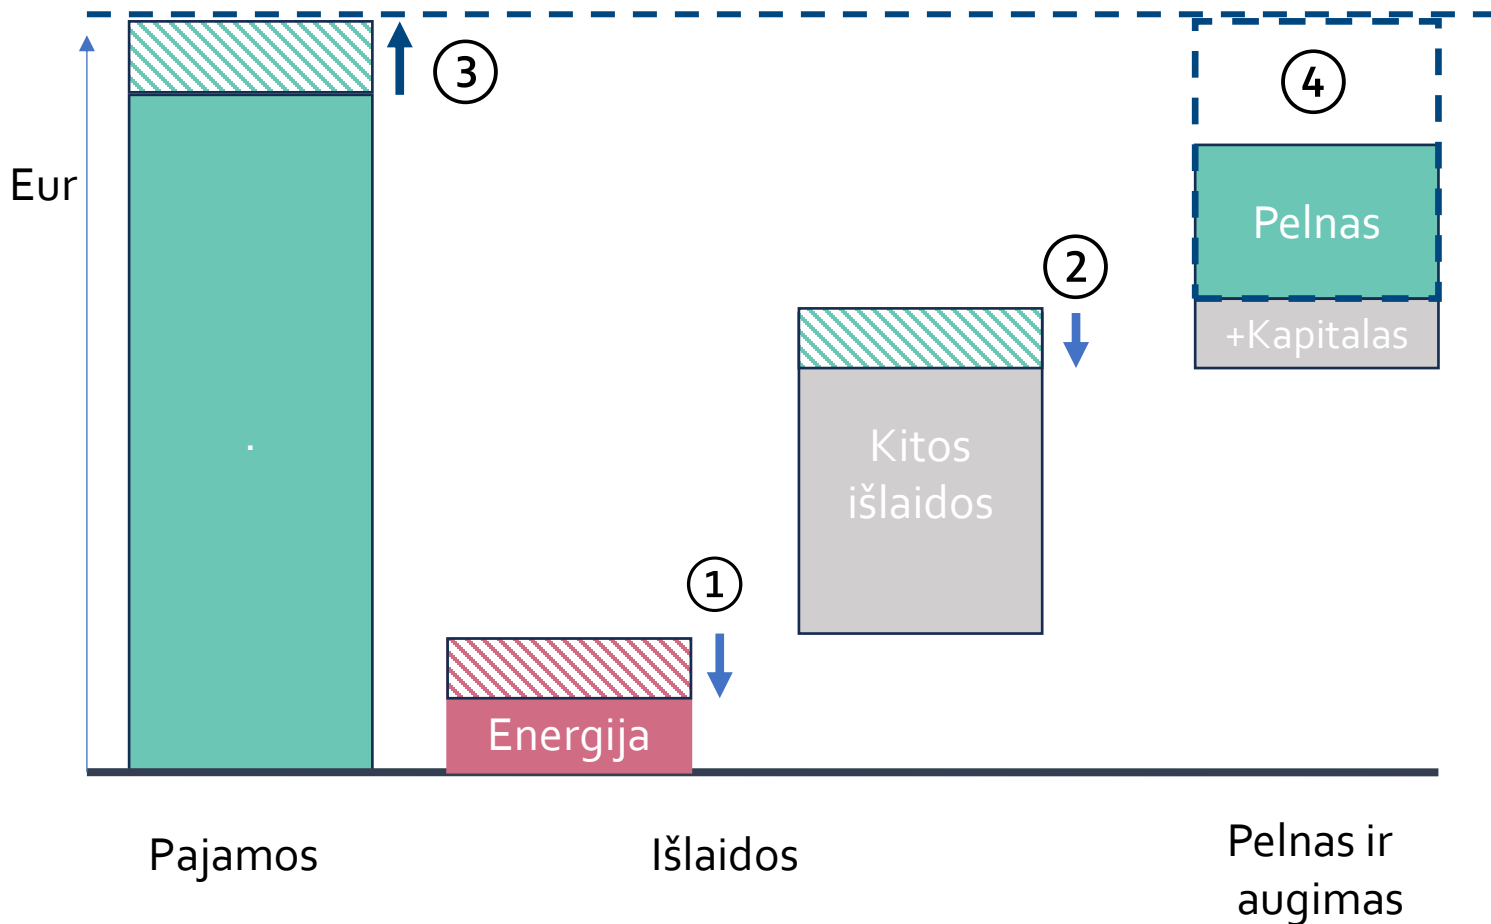 3
4
Eur
Pelnas
2
+Kapitalas
.
Kitos
išlaidos
1
Energija
Pajamos
Išlaidos
Pelnas ir
augimas